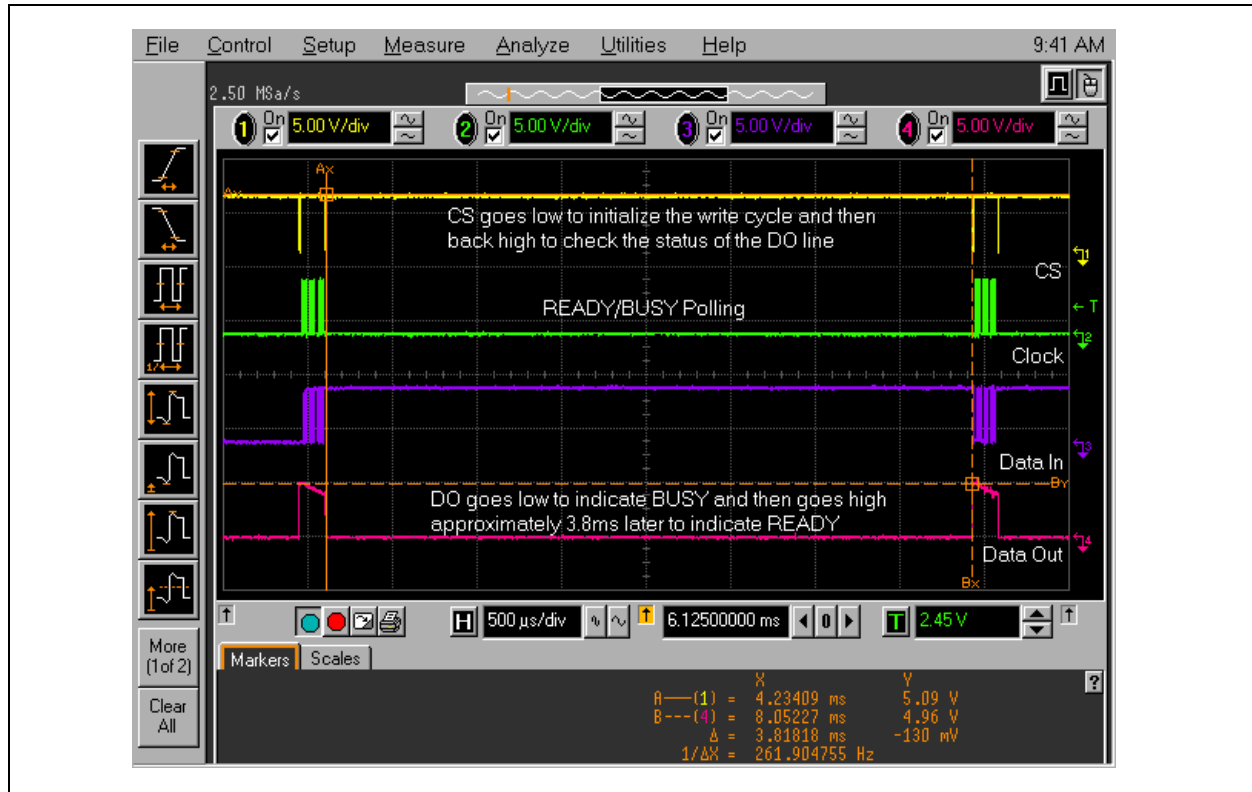 File Control Setup Measure Analyze Utilities Help 9:41 AM
2.50 MSa/s
1 On 5.00 V/div 2 On 5.00 V/div 3 On 5.00 V/div 4 On 5.00 V/div
Ax
Ay
CS goes low to initialize the write cycle and then
back high to check the status of the DO line
1
CS
READY/BUSY Polling
T
2
Clock
3
Data In
By
DO goes low to indicate BUSY and then goes high
approximately 3.8ms later to indicate READY
4
Data Out
Bx
H 500 µs/div 6.12500000 ms 0 T 2.45 V
More
(1 of 2)
Clear
All
Markers Scales
?
X Y
A——(1) = 4.23409 ms 5.09 V
B---(4) = 8.05227 ms 4.96 V
Δ = 3.81818 ms -130 mV
1/ΔX = 261.904755 Hz